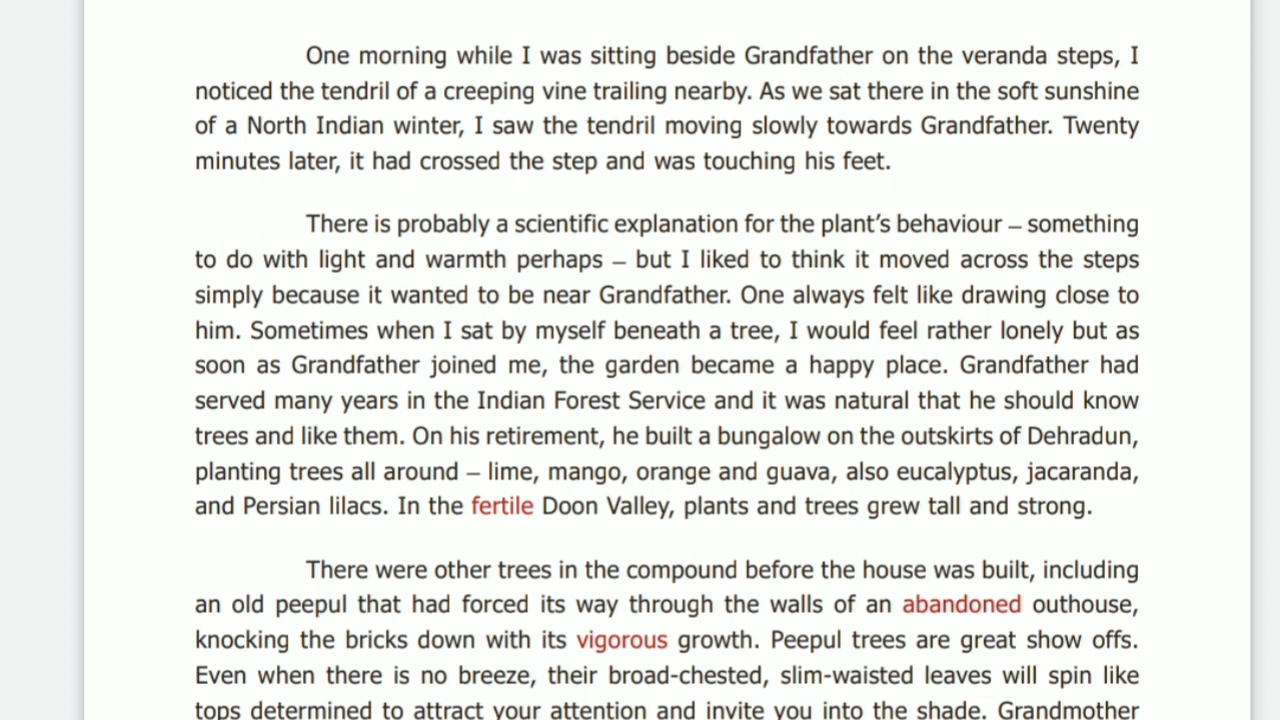 One morning while I was sitting beside Grandfather on the veranda steps, I
noticed the tendril of a creeping vine trailing nearby. As we sat there in the soft sunshine
of a North Indian winter, I saw the tendril moving slowly towards Grandfather. Twenty
minutes later, it had crossed the step and was touching his feet.
There is probably a scientific explanation for the plant's behaviour – something
to do with light and warmth perhaps – but I liked to think it moved across the steps
simply because it wanted to be near Grandfather. One always felt like drawing close to
him. Sometimes when I sat by myself beneath a tree, I would feel rather lonely but as
soon as Grandfather joined me, the garden became a happy place. Grandfather had
served many years in the Indian Forest Service and it was natural that he should know
trees and like them. On his retirement, he built a bungalow on the outskirts of Dehradun,
planting trees all around – lime, mango, orange and guava, also eucalyptus, jacaranda,
and Persian lilacs. In the fertile Doon Valley, plants and trees grew tall and strong.
There were other trees in the compound before the house was built, including
an old peepul that had forced its way through the walls of an abandoned outhouse,
knocking the bricks down with its vigorous growth. Peepul trees are great show offs.
Even when there is no breeze, their broad-chested, slim-waisted leaves will spin like
tops determined to attract your attention and invite you into the shade. Grandmother